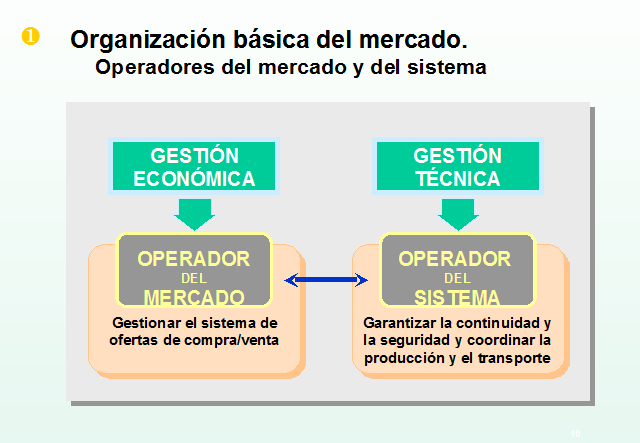 1 Organización básica del mercado.
Operadores del mercado y del sistema
GESTIÓN
ECONÓMICA
GESTIÓN
TÉCNICA
OPERADOR
DEL
MERCADO
OPERADOR
DEL
SISTEMA
Gestionar el sistema de
ofertas de compra/venta
Garantizar la continuidad y
la seguridad y coordinar la
producción y el transporte